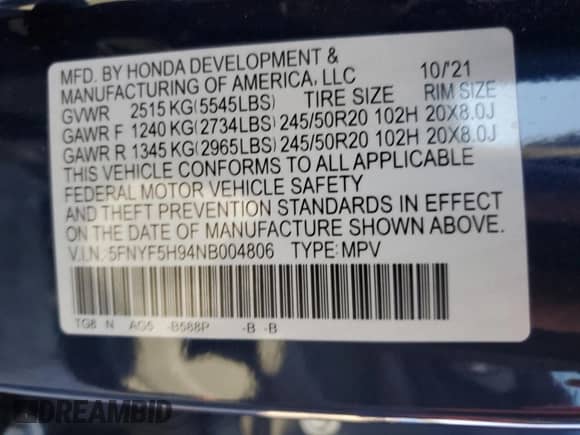 MFD. BY HONDA DEVELOPMENT &
MANUFACTURING OF AMERICA, LLC 10/'21
GVWR 2515 KG(5545LBS) TIRE SIZE RIM SIZE
GAWR F 1240 KG(2734LBS) 245/50R20 102H 20X8.0J
GAWR R 1345 KG(2965LBS) 245/50R20 102H 20X8.0J
THIS VEHICLE CONFORMS TO ALL APPLICABLE
FEDERAL MOTOR VEHICLE SAFETY
AND THEFT PREVENTION STANDARDS IN EFFECT
ON THE DATE OF MANUFACTURE SHOWN ABOVE.
V.I.N.:5FNYF5H94NB004806 TYPE:MPV
TG8 N AG5 -B588P -B -B-
DREAMBID